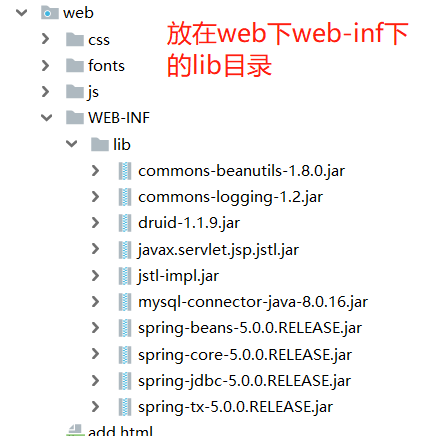 web
放在web下web-inf下
的lib目录
css
fonts
js
WEB-INF
lib
commons-beanutils-1.8.0.jar
commons-logging-1.2.jar
druid-1.1.9.jar
javax.servlet.jsp.jstl.jar
jstl-impl.jar
mysql-connector-java-8.0.16.jar
spring-beans-5.0.0.RELEASE.jar
spring-core-5.0.0.RELEASE.jar
spring-jdbc-5.0.0.RELEASE.jar
spring-tx-5.0.0.RELEASE.jar
add.html